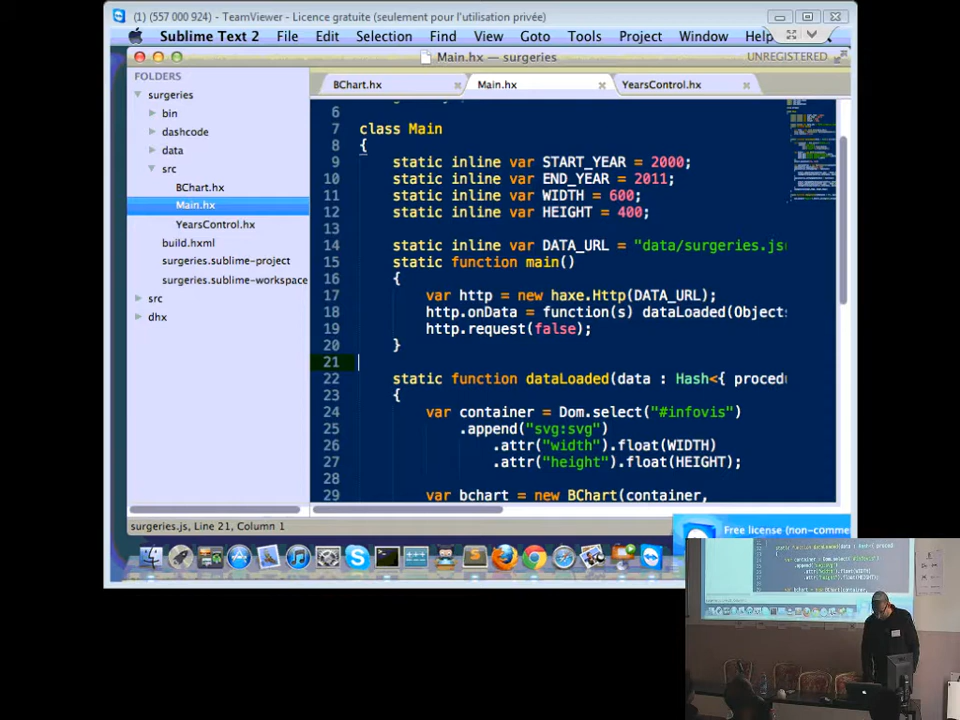 (1) (557 000 924) - TeamViewer - Licence gratuite (seulement pour l'utilisation privée)
Sublime Text 2 File Edit Selection Find View Goto Tools Project Window Help
Main.hx — surgeries
UNREGISTERED
FOLDERS
surgeries
bin
dashcode
data
src
BChart.hx
Main.hx
YearsControl.hx
build.hxml
surgeries.sublime-project
surgeries.sublime-workspace
src
dhx
BChart.hx
Main.hx
YearsControl.hx
6
7 class Main
8 {
9 static inline var START_YEAR = 2000;
10 static inline var END_YEAR = 2011;
11 static inline var WIDTH = 600;
12 static inline var HEIGHT = 400;
13
14 static inline var DATA_URL = "data/surgeries.js
15 static function main()
16 {
17 var http = new haxe.Http(DATA_URL);
18 http.onData = function(s) dataLoaded(Object
19 http.request(false);
20 }
21
22 static function dataLoaded(data : Hash<{ proced
23 {
24 var container = Dom.select("#infovis")
25 .append("svg:svg")
26 .attr("width").float(WIDTH)
27 .attr("height").float(HEIGHT);
28
29 var bchart = new BChart(container,
surgeries.js, Line 21, Column 1
Free license (non-comme